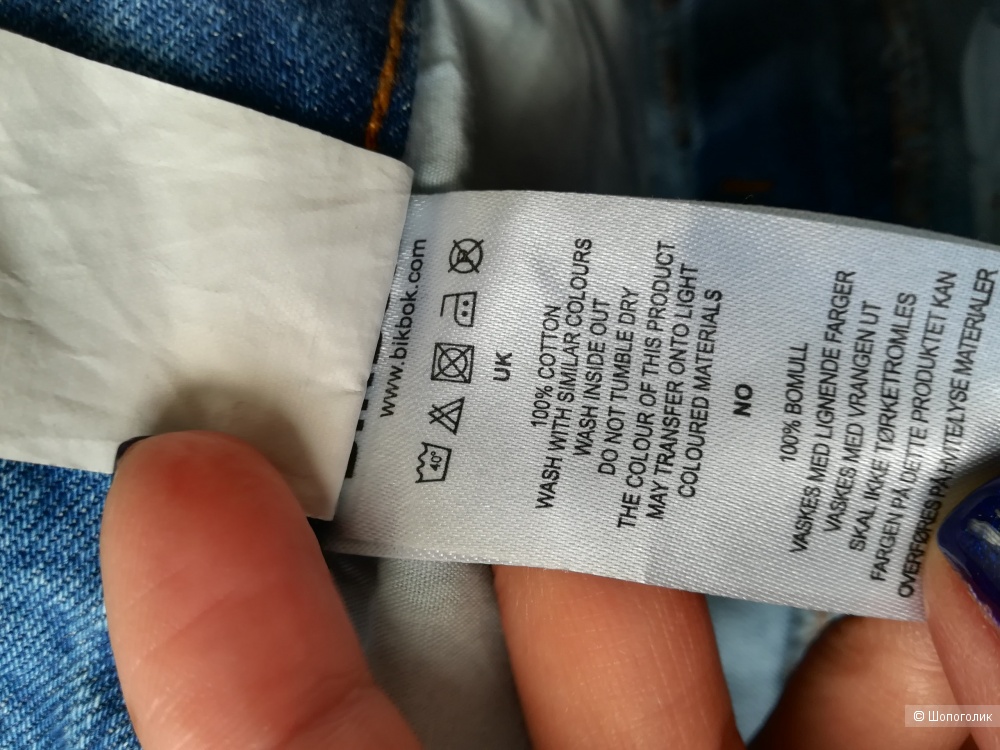 www.bikbok.com
40°
P
UK
100% COTTON
WASH WITH SIMILAR COLOURS
WASH INSIDE OUT
DO NOT TUMBLE DRY
THE COLOUR OF THIS PRODUCT
MAY TRANSFER ONTO LIGHT
COLOURED MATERIALS
NO
100% BOMULL
VASKES MED LIGNENDE FARGER
VASKES MED VRANGEN UT
SKAL IKKE TØRKETROMLES
FARGEN PÅ DETTE PRODUKTET KAN
OVERFØRES PÅ HVITE/LYSE MATERIALER
© Шопоголик